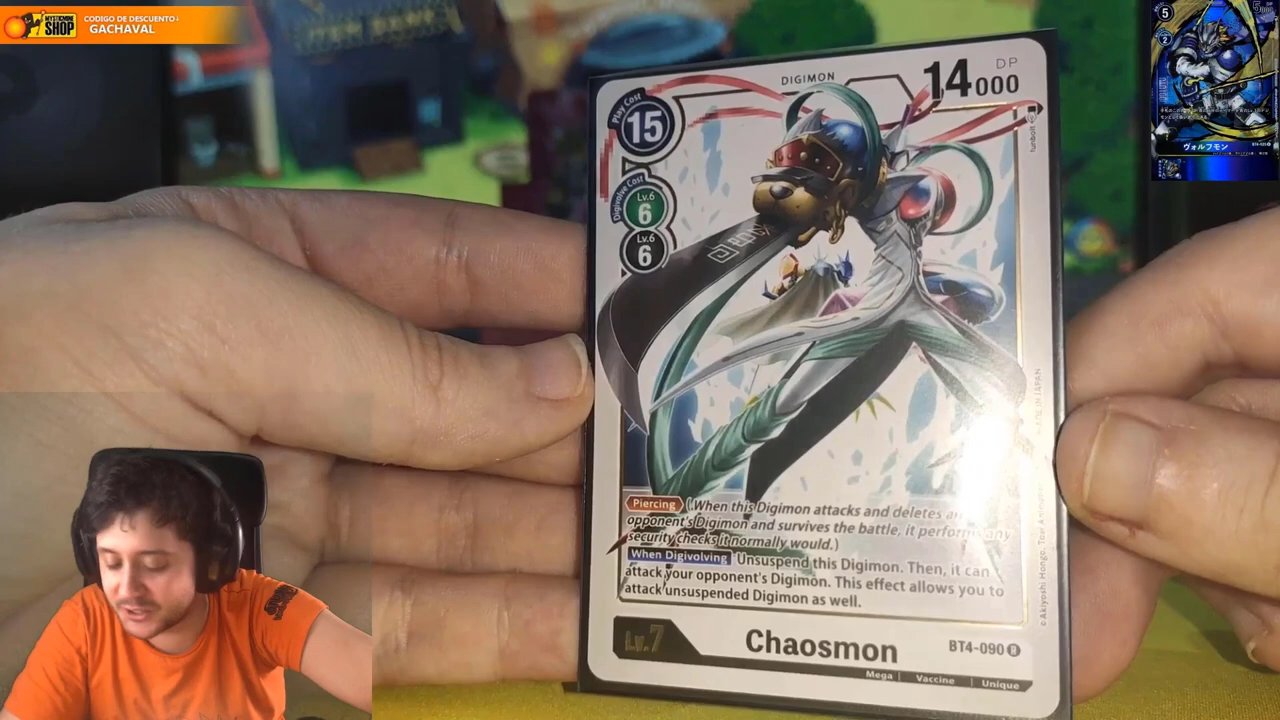 MYSTICMINE
SHOP
CODIGO DE DESCUENTO
GACHAVAL
DIGIMON
DP
14000
Play Cost
15
Digivolve Cost
Lv.6
6
Lv.6
6
Piercing (When this Digimon attacks and deletes an
opponent's Digimon and survives the battle, it performs any
security checks it normally would.)
When Digivolving Unsuspend this Digimon. Then, it can
attack your opponent's Digimon. This effect allows you to
attack unsuspended Digimon as well.
Lv.7
Chaosmon
BT4-090 R
Mega Vaccine Unique
5
2
ヴォルフモン